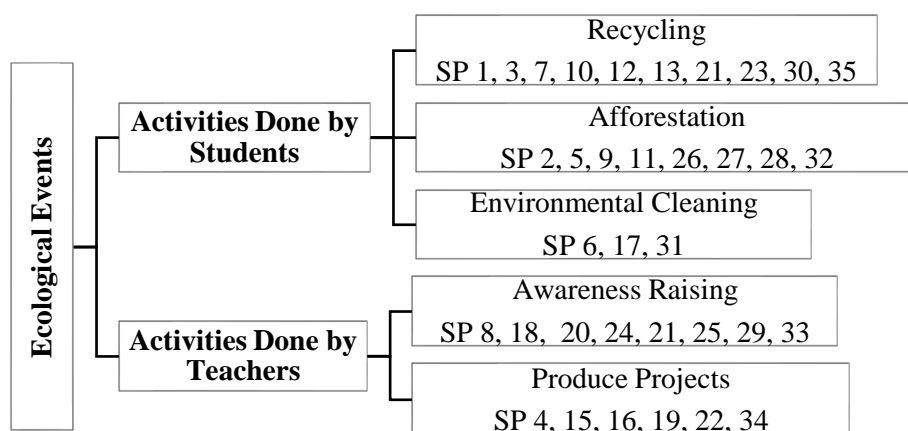 Ecological Events
Activities Done by
Students
Recycling
SP 1, 3, 7, 10, 12, 13, 21, 23, 30, 35
Afforestation
SP 2, 5, 9, 11, 26, 27, 28, 32
Environmental Cleaning
SP 6, 17, 31
Activities Done by
Teachers
Awareness Raising
SP 8, 18, 20, 24, 21, 25, 29, 33
Produce Projects
SP 4, 15, 16, 19, 22, 34